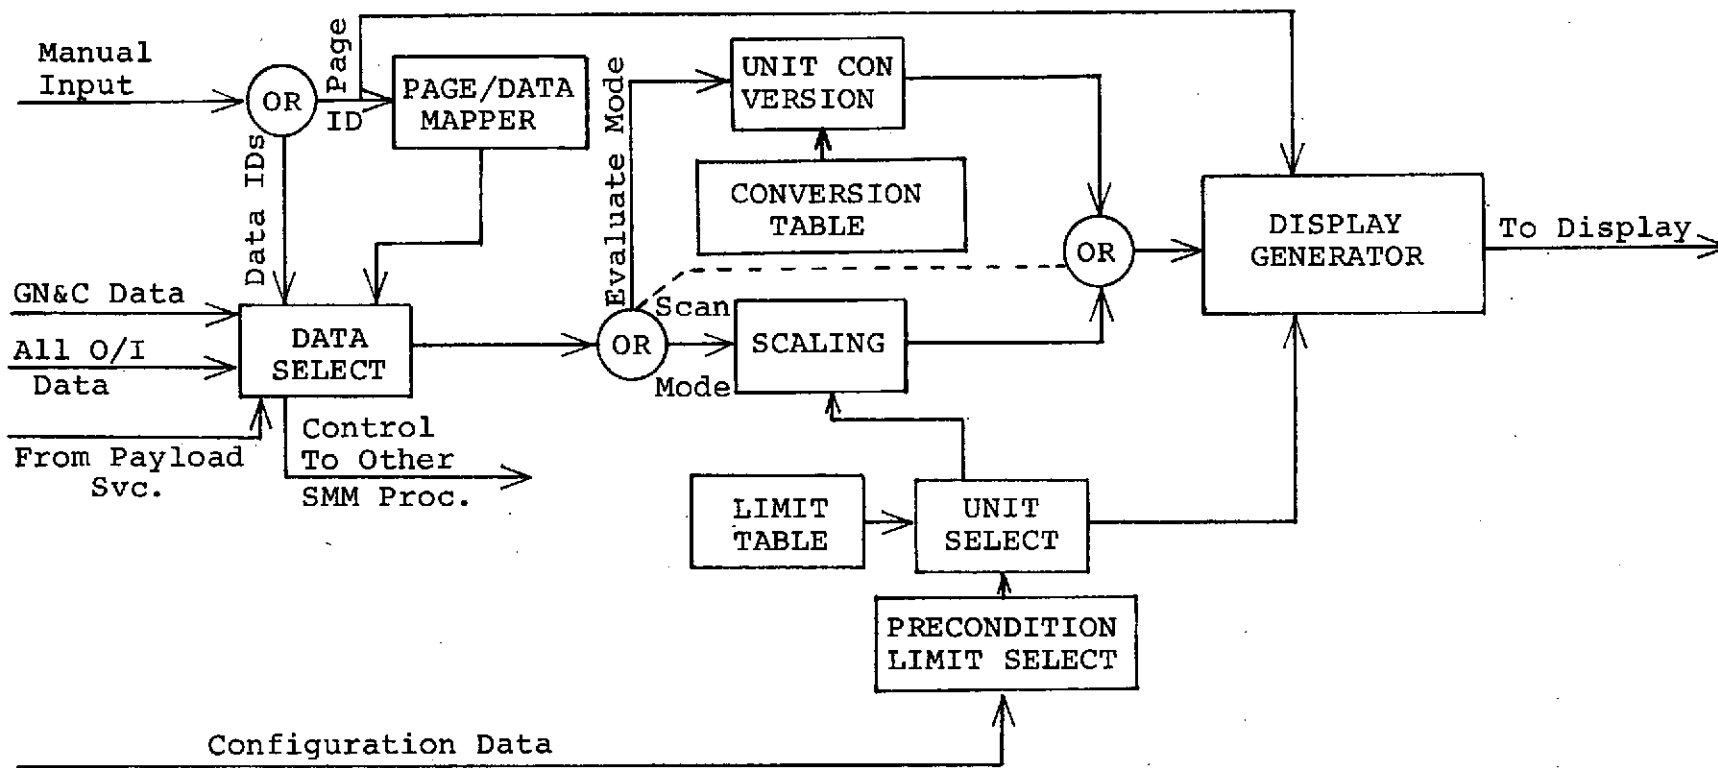 Manual
Input
OR
Page
ID
PAGE/DATA
MAPPER
Data IDs
GN&C Data
All O/I
Data
From Payload
Svc.
DATA
SELECT
Control
To Other
SMM Proc.
OR
Evaluate Mode
Scan
Mode
UNIT CON
VERSION
CONVERSION
TABLE
SCALING
OR
DISPLAY
GENERATOR
To Display
LIMIT
TABLE
UNIT
SELECT
PRECONDITION
LIMIT SELECT
Configuration Data